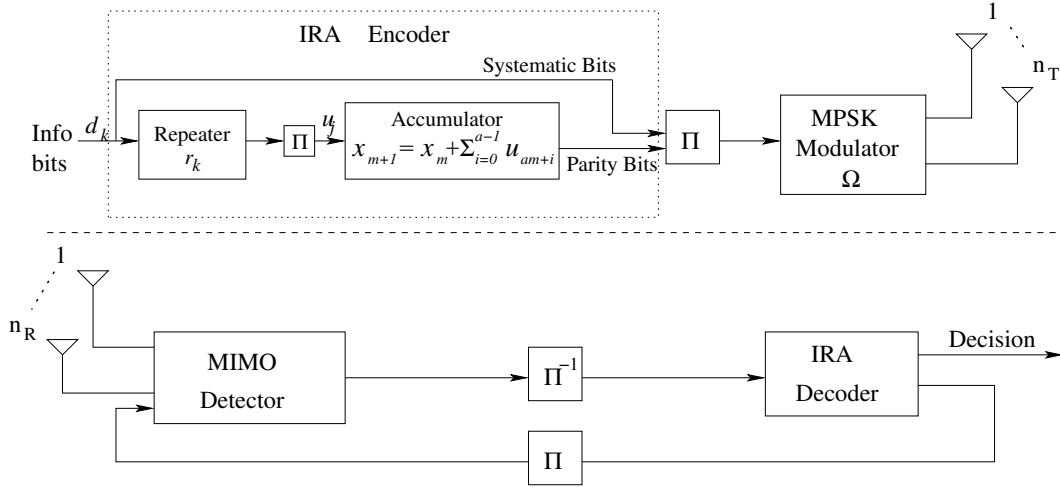 IRA Encoder
Systematic Bits
Info bits
d_k
Repeater
r_k
Π
u_j
Accumulator
x_{m+1} = x_m + Σ_{i=0}^{a−1} u_{am+i}
Parity Bits
Π
MPSK
Modulator
Ω
1
n_T
1
n_R
MIMO
Detector
Π^{−1}
IRA
Decoder
Decision
Π